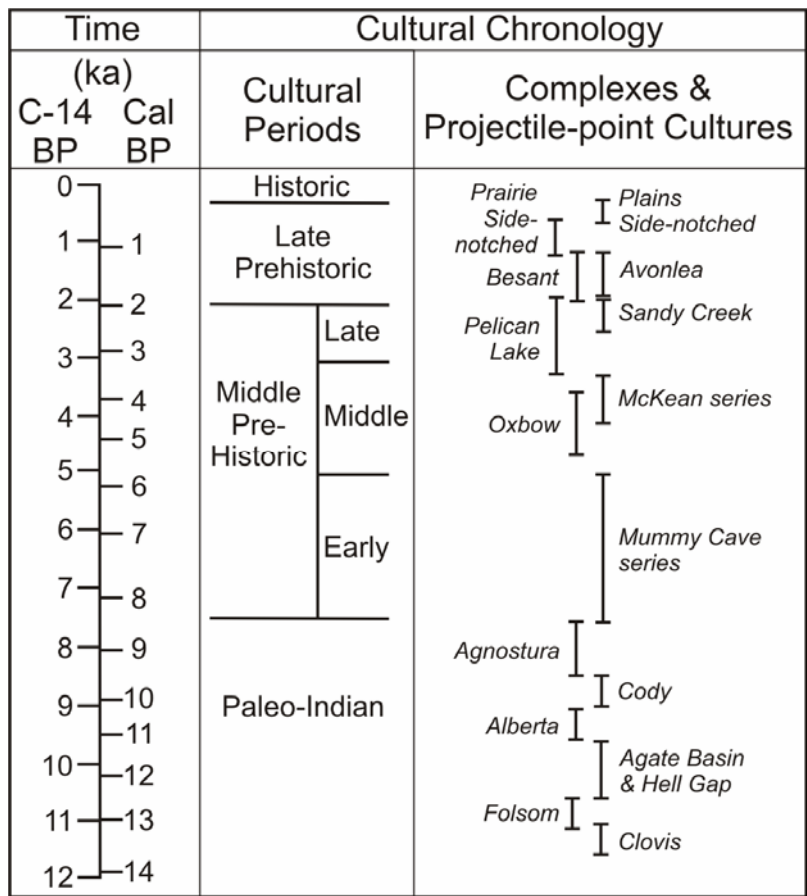 Time
Cultural Chronology
(ka)
C-14 Cal
BP BP
Cultural
Periods
Complexes &
Projectile-point Cultures
0
1
2
3
4
5
6
7
8
9
10
11
12
1
2
3
4
5
6
7
8
9
10
11
12
13
14
Historic
Late
Prehistoric
Middle
Pre-
Historic
Late
Middle
Early
Paleo-Indian
Prairie
Side-
notched
Plains
Side-notched
Besant
Avonlea
Sandy Creek
Pelican
Lake
McKean series
Oxbow
Mummy Cave
series
Agnostura
Cody
Alberta
Agate Basin
& Hell Gap
Folsom
Clovis